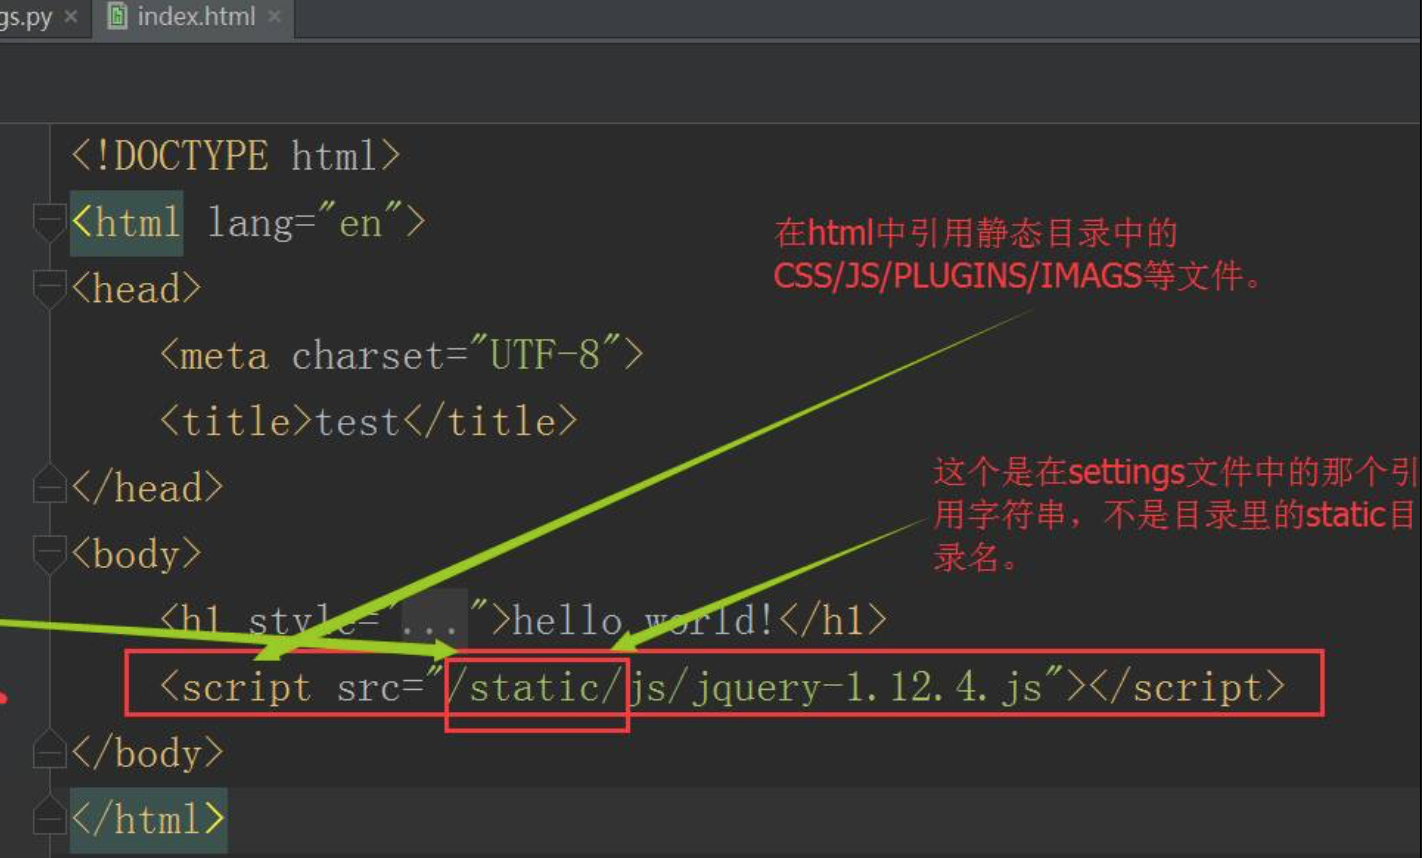 gs.py ×
index.html ×
<!DOCTYPE html>
<html lang="en">
在html中引用静态目录中的
CSS/JS/PLUGINS/IMAGS等文件。
<head>
<meta charset="UTF-8">
<title>test</title>
</head>
这个是在settings文件中的那个引
用字符串，不是目录里的static目
录名。
<body>
<h1 style="...">hello world!</h1>
<script src="/static/js/jquery-1.12.4.js"></script>
</body>
</html>